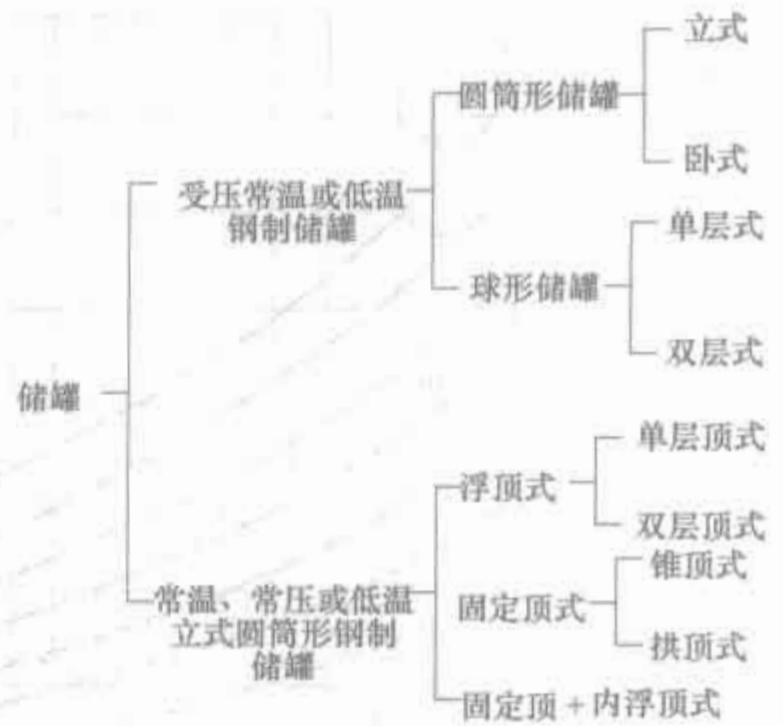 立式
圆筒形储罐
卧式
受压常温或低温
钢制储罐
单层式
球形储罐
双层式
储罐
单层顶式
浮顶式
双层顶式
常温、常压或低温
立式圆筒形钢制
储罐
锥顶式
固定顶式
拱顶式
固定顶+内浮顶式